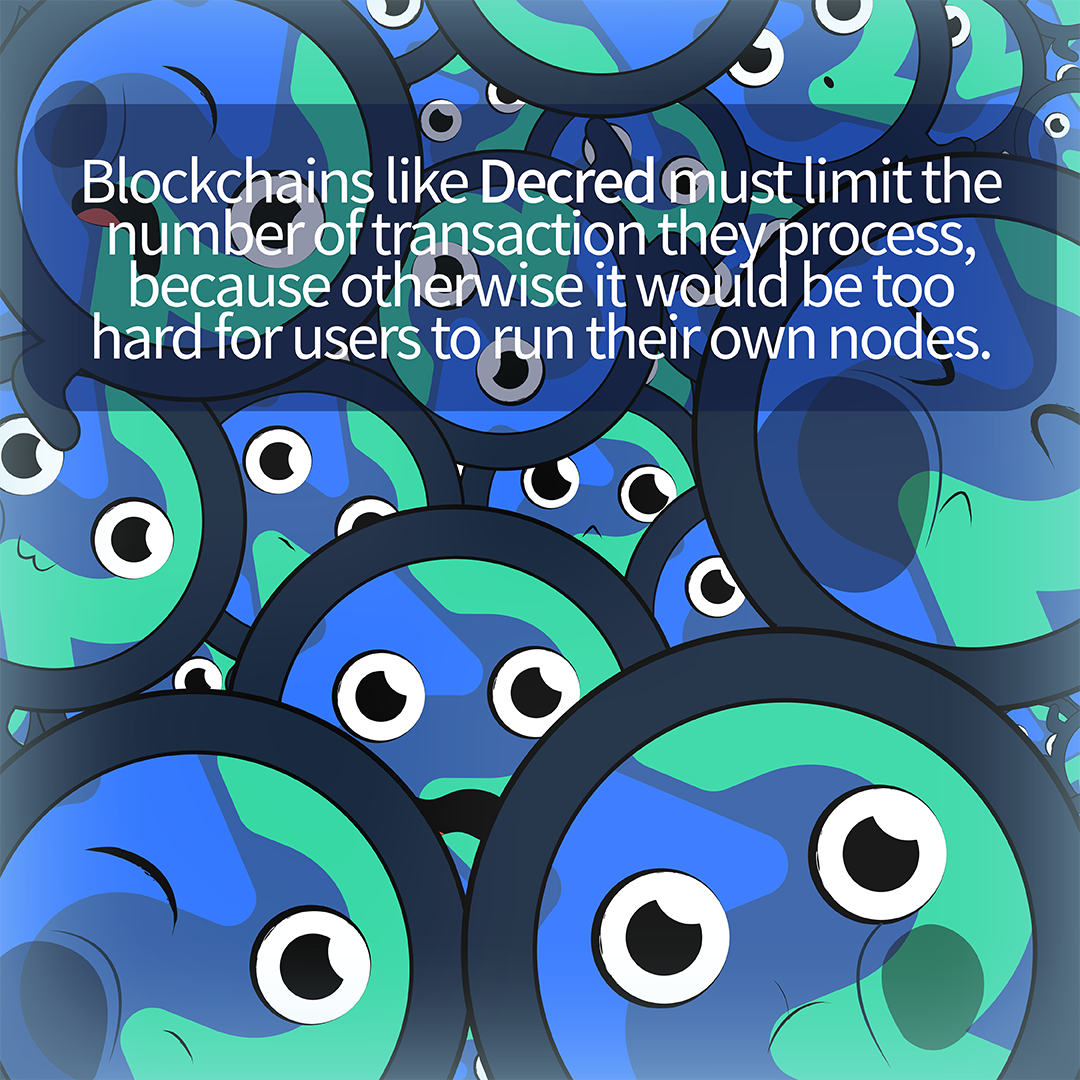 Blockchains like Decred must limit the
number of transaction they process,
because otherwise it would be too
hard for users to run their own nodes.